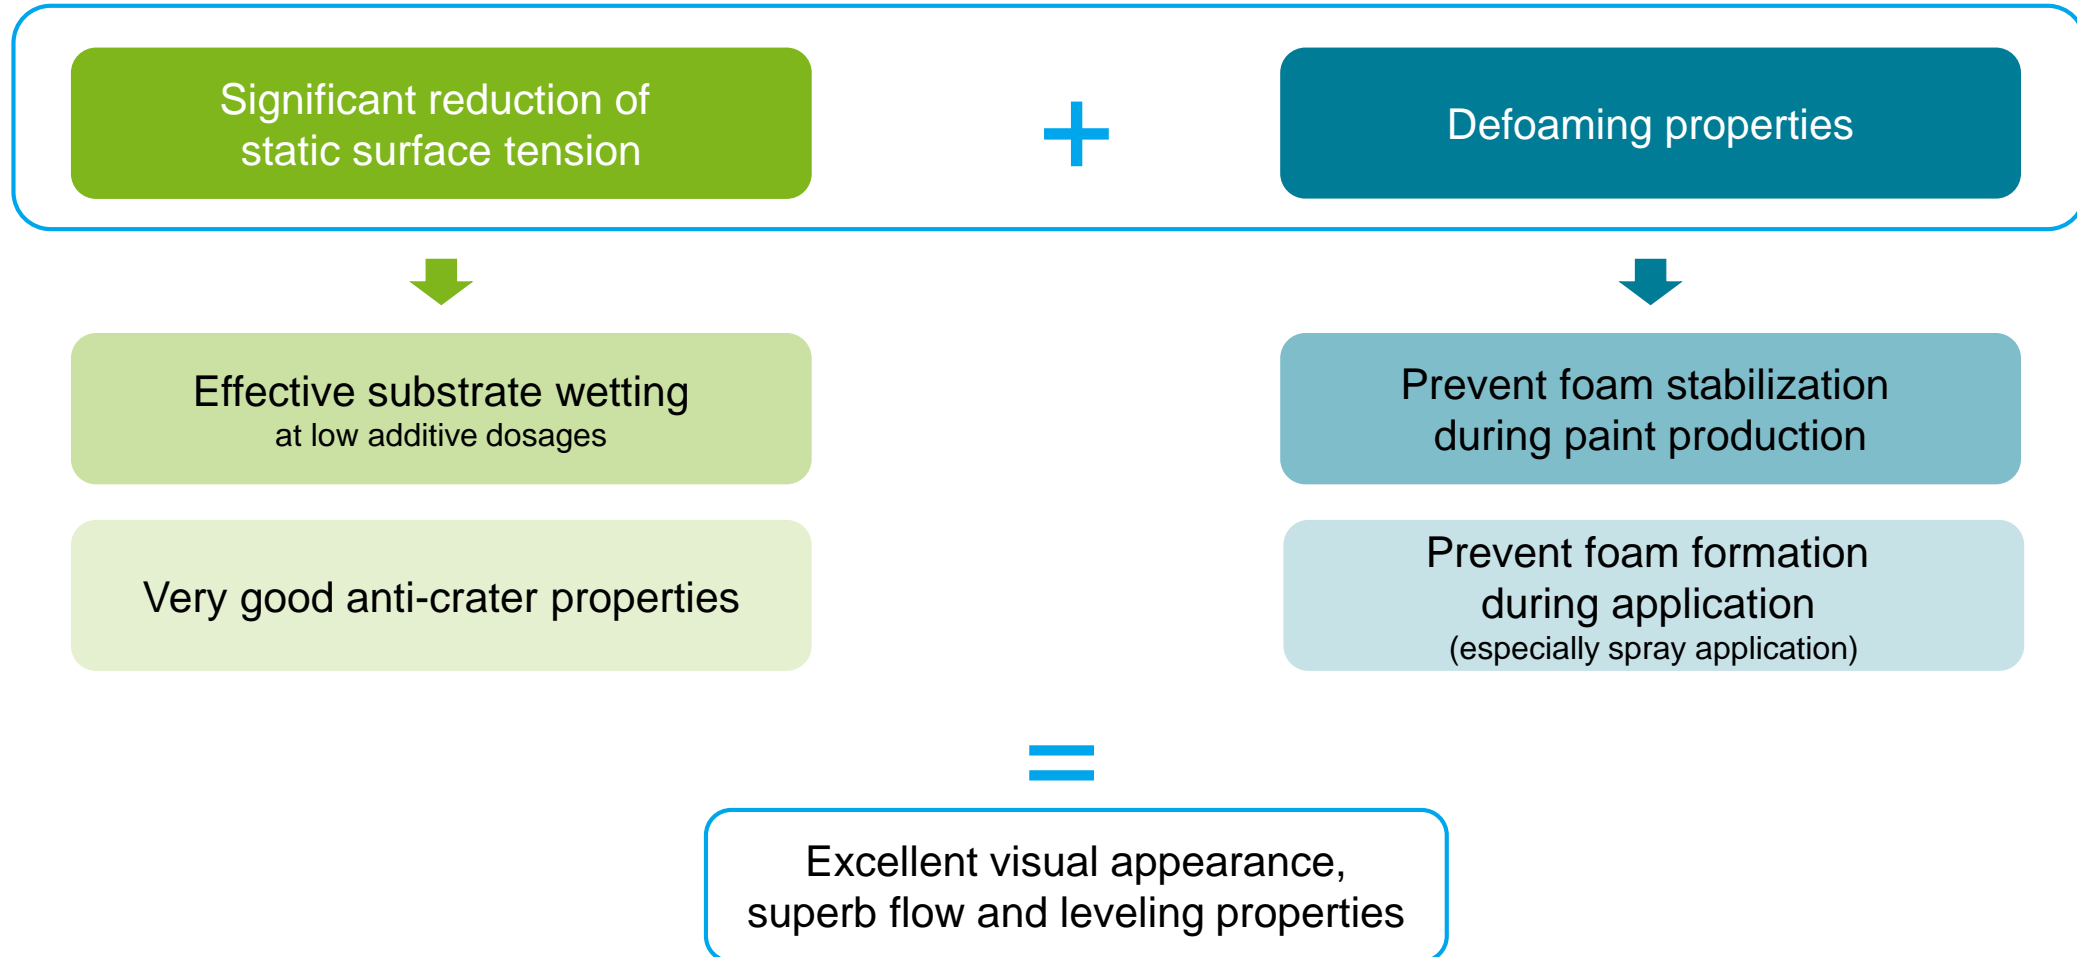 Significant reduction of
static surface tension
+
Defoaming properties
Effective substrate wetting
at low additive dosages
Very good anti-crater properties
Prevent foam stabilization
during paint production
Prevent foam formation
during application
(especially spray application)
=
Excellent visual appearance,
superb flow and leveling properties